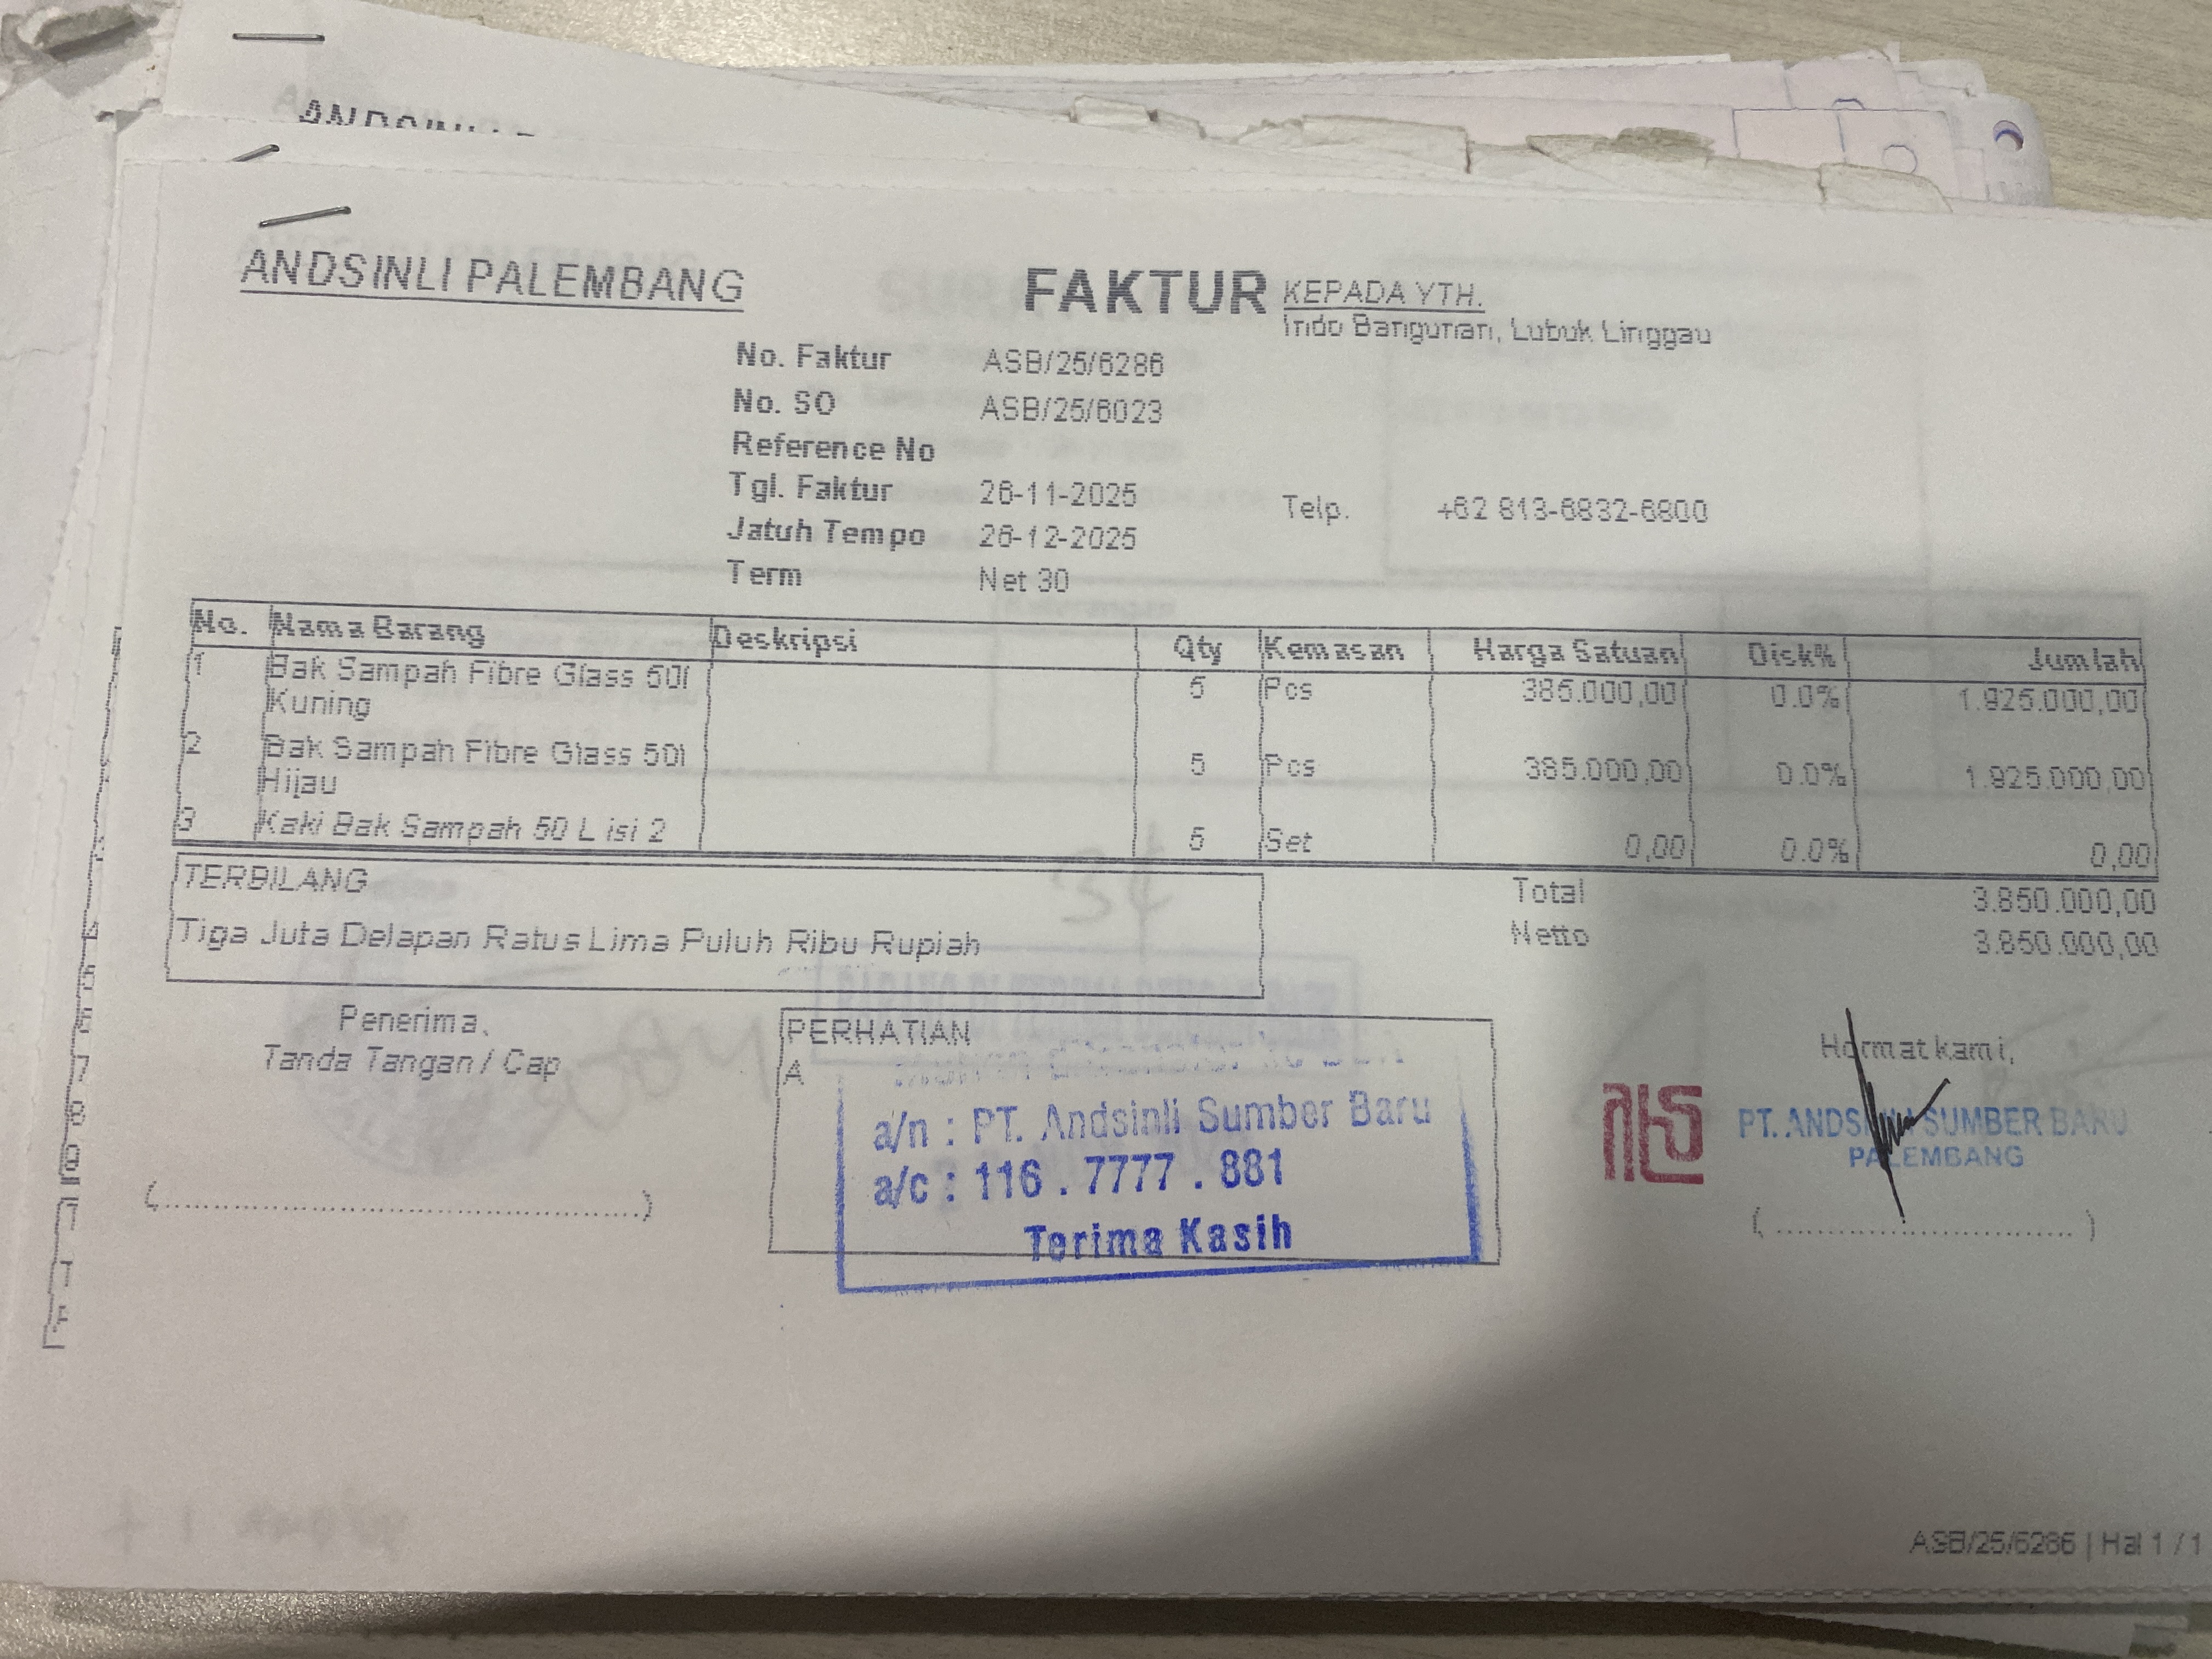 ANDSINLI PALEMBANG
FAKTUR
KEPADA YTH.
Indo Bangunan, Lubuk Linggau
No. Faktur ASB/25/6286
No. SO ASB/25/6023
Reference No
Tgl. Faktur 26-11-2025
Telp. +62 813-6832-6800
Jatuh Tempo 26-12-2025
Term Net 30
No. Nama Barang Deskripsi Qty Kemasan Harga Satuan Disk% Jumlah
1 Bak Sampah Fibre Glass 50l 5 Pcs 385.000,00 0.0% 1.925.000,00
Kuning
2 Bak Sampah Fibre Glass 50l 5 Pcs 385.000,00 0.0% 1.925.000,00
Hijau
3 Kaki Bak Sampah 50 L isi 2 5 Set 0,00 0.0% 0,00
TERBILANG
Tiga Juta Delapan Ratus Lima Puluh Ribu Rupiah
Total 3.850.000,00
Netto 3.850.000,00
Penerima,
Tanda Tangan / Cap
(................................................)
PERHATIAN
A
a/n : PT. Andsinli Sumber Baru
a/c : 116 . 7777 . 881
Terima Kasih
Hormat kami,
PT. ANDSINLI SUMBER BARU
PALEMBANG
( .............................. )
ASB/25/6286 | Hal 1 / 1